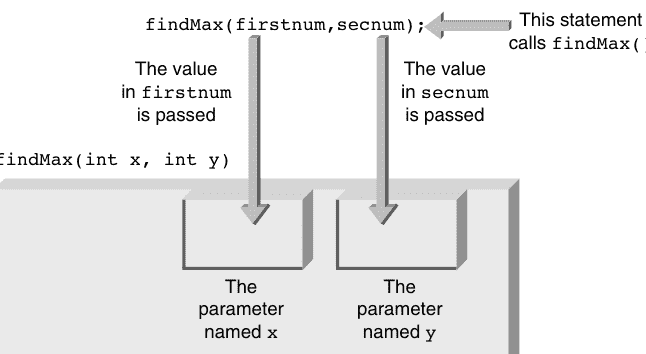 findMax(firstnum,secnum);
This statement
calls findMax()
The value
in firstnum
is passed
The value
in secnum
is passed
findMax(int x, int y)
The
parameter
named x
The
parameter
named y